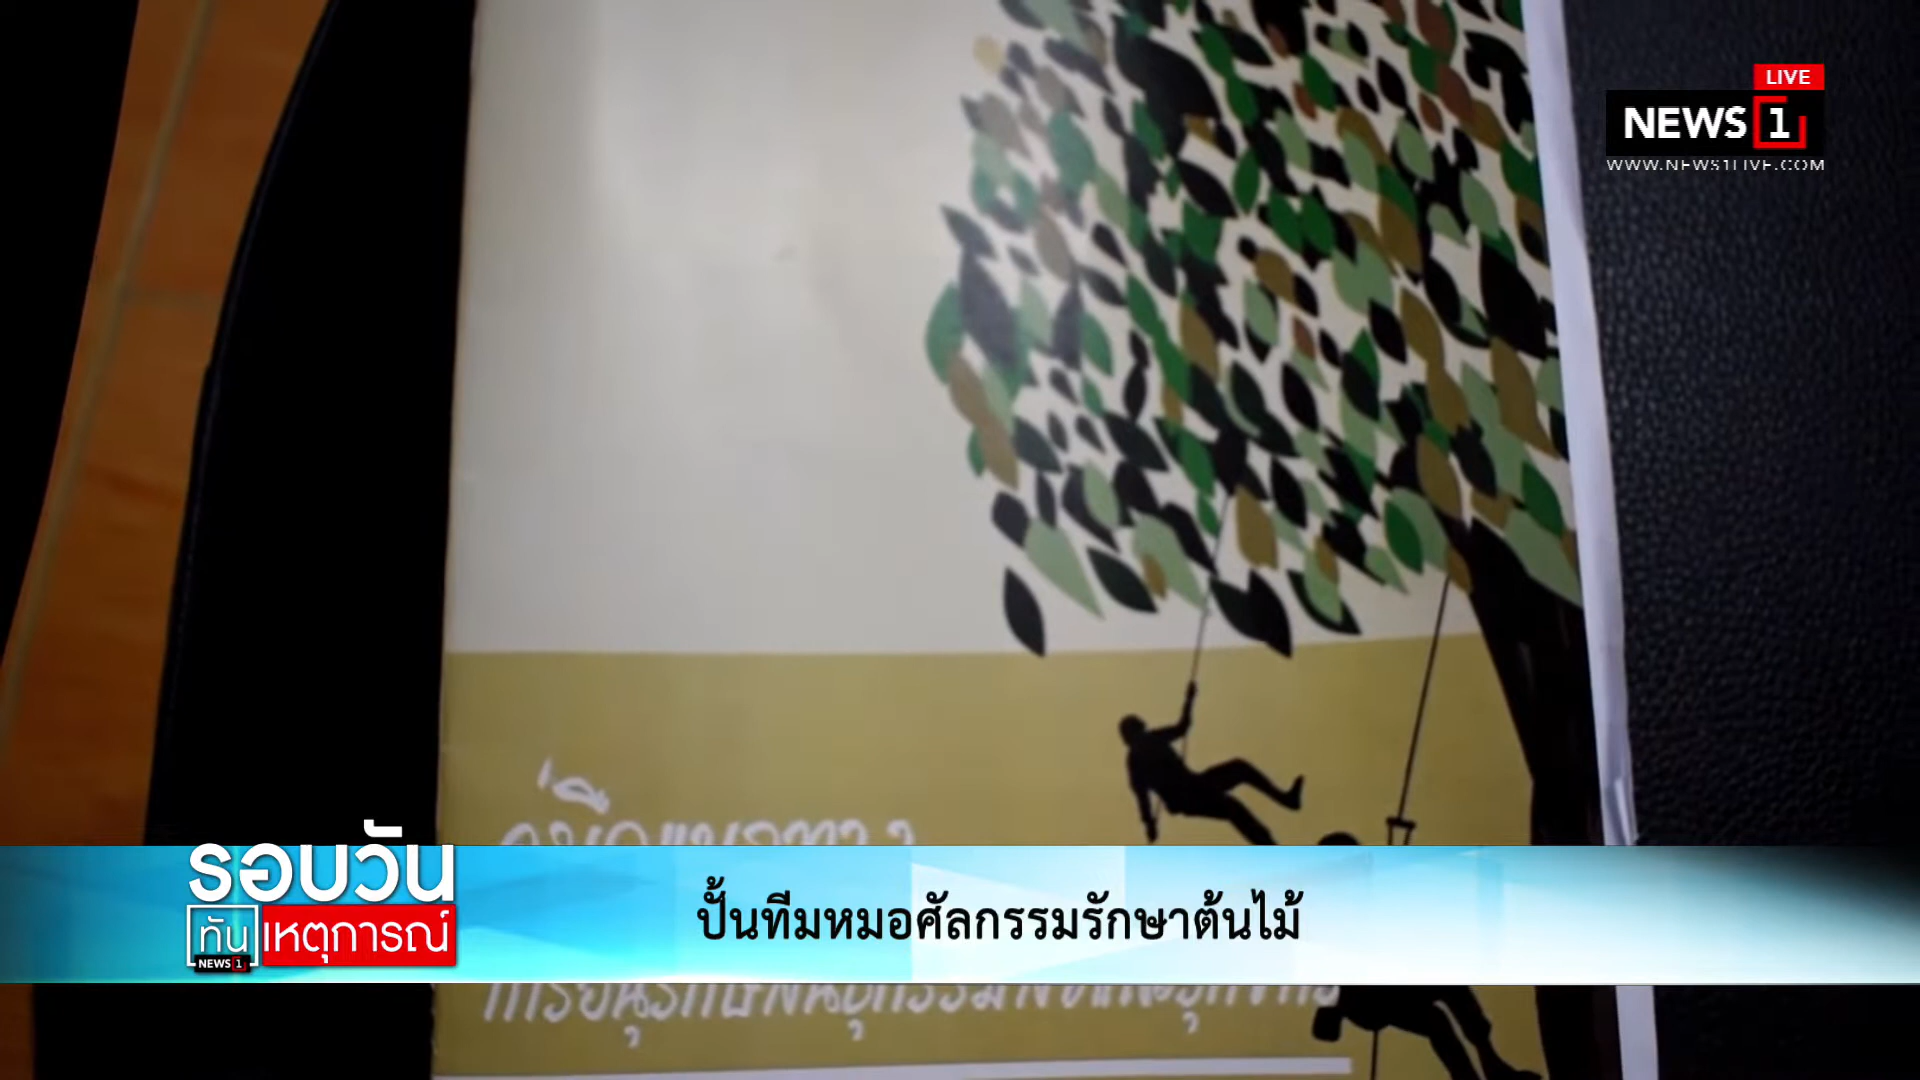 LIVE
NEWS 1
WWW.NEWS1LIVE.COM
รอบวัน
ทัน เหตุการณ์
NEWS 1
ปั้นทีมหมอศัลกรรมรักษาต้นไม้